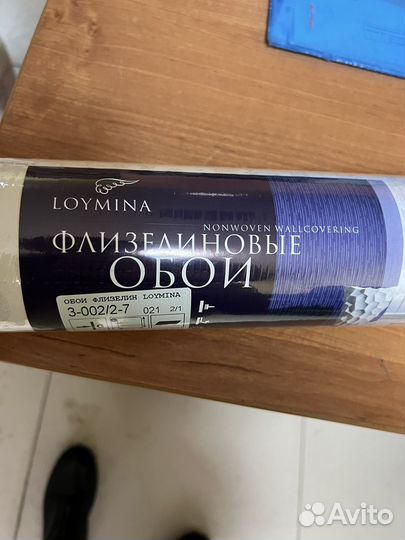 LOYMINA
NONWOVEN WALLCOVERING
ФЛИЗЕЛИНОВЫЕ
ОБОИ
ОБОИ ФЛИЗЕЛИН LOYMINA
3-002/2-7 021 2/1
Avito